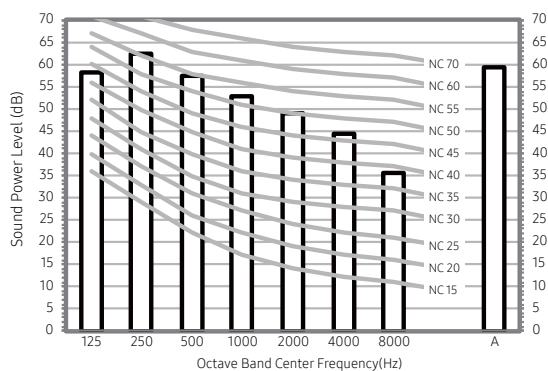 70
65
60
55
50
45
40
35
30
25
20
15
10
5
0
Sound Power Level (dB)
NC 70
NC 60
NC 55
NC 50
NC 45
NC 40
NC 35
NC 30
NC 25
NC 20
NC 15
70
65
60
55
50
45
40
35
30
25
20
15
10
5
0
125 250 500 1000 2000 4000 8000 A
Octave Band Center Frequency(Hz)